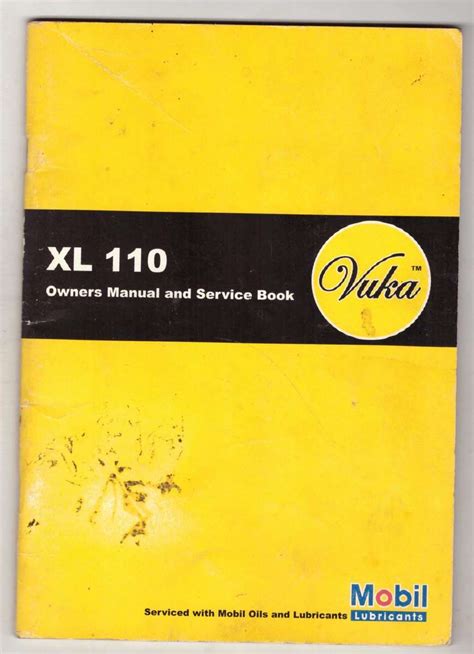 XL 110
Owners Manual and Service Book
Vuka™
Serviced with Mobil Oils and Lubricants
Mobil
Lubricants